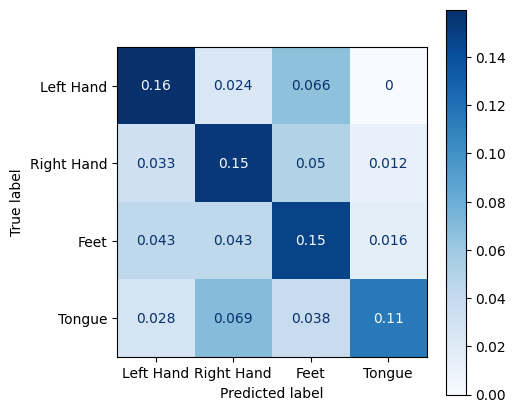 Left Hand 0.16 0.024 0.066 0
Right Hand 0.033 0.15 0.05 0.012
Feet 0.043 0.043 0.15 0.016
Tongue 0.028 0.069 0.038 0.11
Left Hand Right Hand Feet Tongue
Predicted label
True label
0.14
0.12
0.10
0.08
0.06
0.04
0.02
0.00